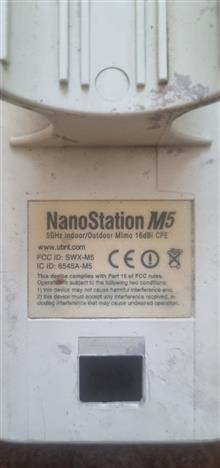 NanoStation M5
5GHz Indoor/Outdoor Mimo 16dBi CPE
www.ubnt.com
FCC ID: SWX-M5
IC ID: 6545A-M5
CE
This device complies with Part 15 of FCC rules.
Operation is subject to the following two conditions:
1) this device may not cause harmful interference and,
2) this device must accept any interference received,
including interference that may cause undesired operation.